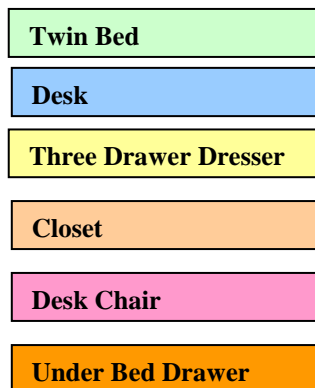 Twin Bed
Desk
Three Drawer Dresser
Closet
Desk Chair
Under Bed Drawer